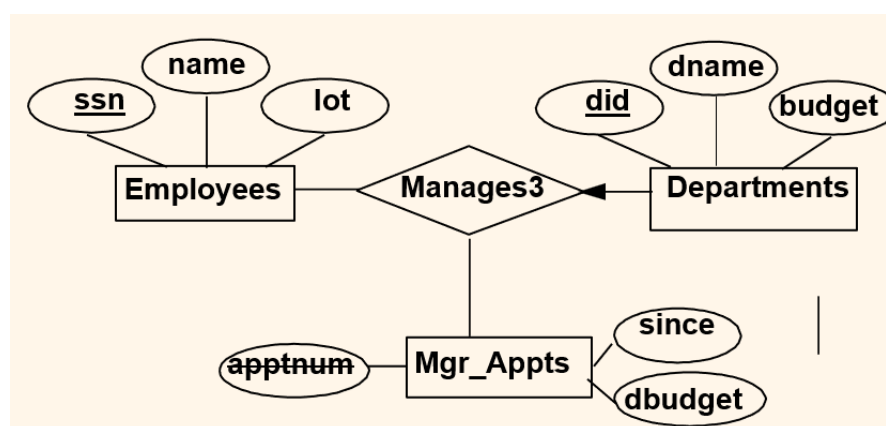 name
dname
ssn
lot
did
budget
Employees
Manages3
Departments
since
apptnum
Mgr_Appts
dbudget